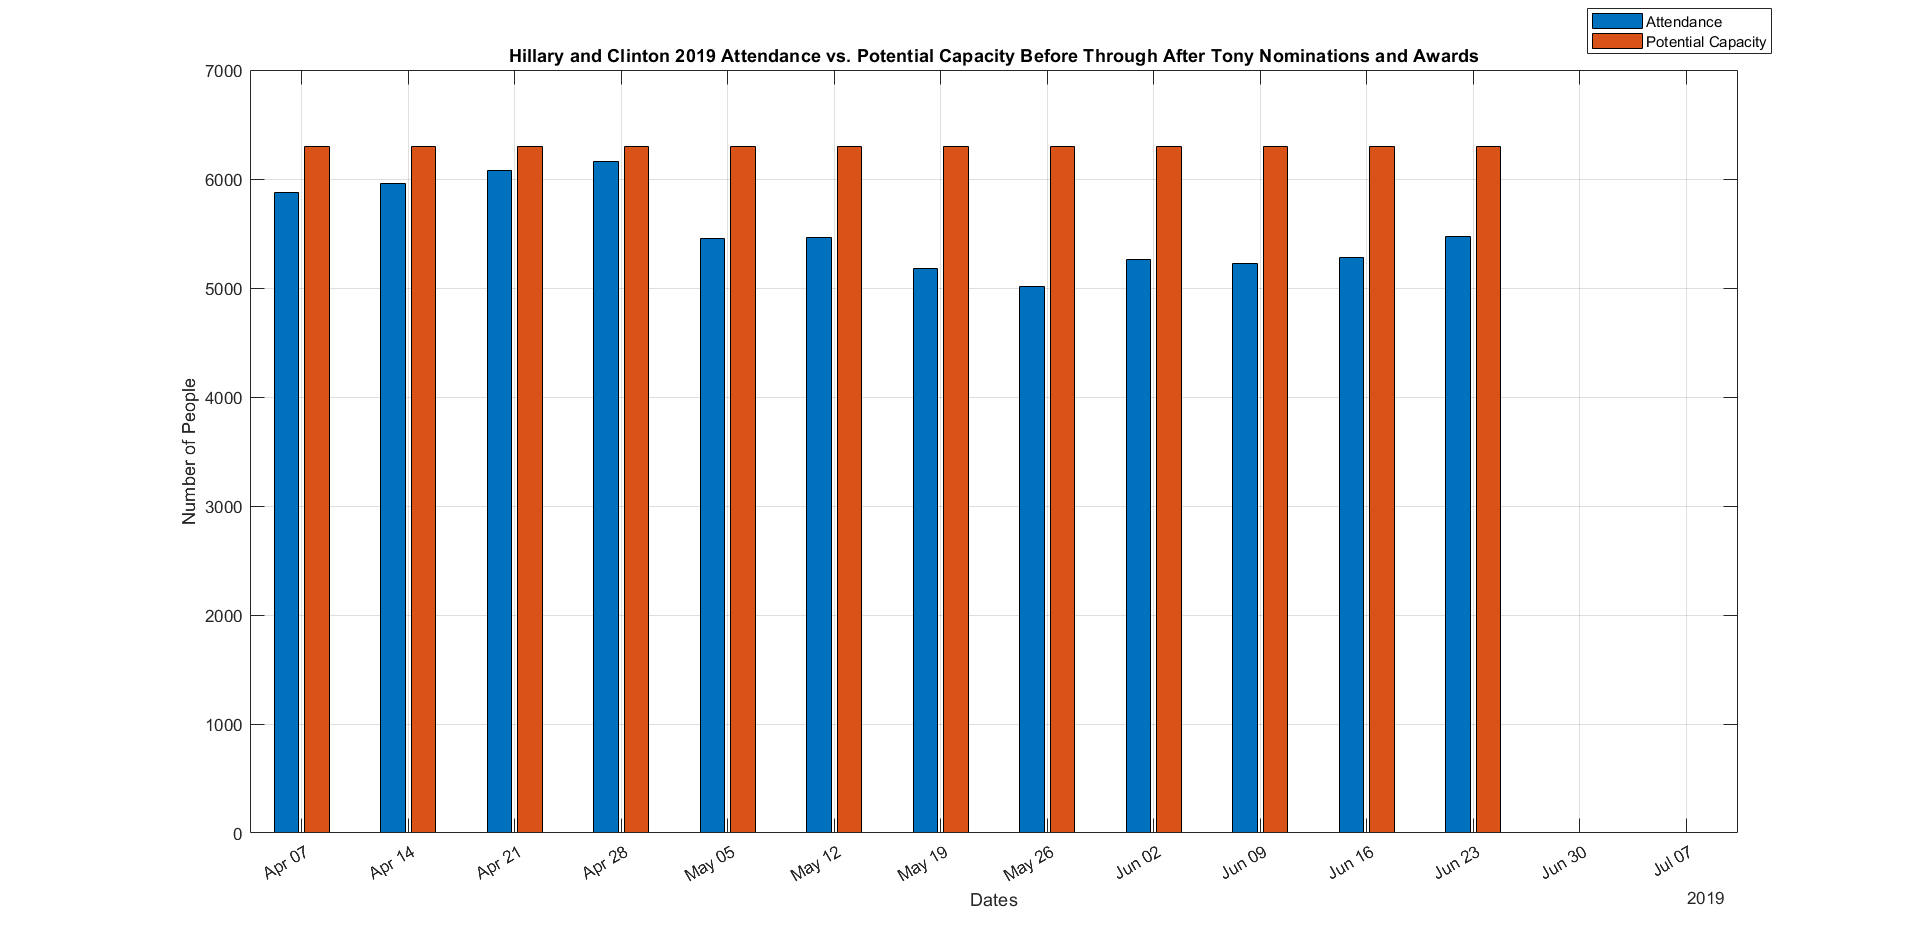 Attendance
Potential Capacity
Hillary and Clinton 2019 Attendance vs. Potential Capacity Before Through After Tony Nominations and Awards
7000
6000
5000
4000
3000
2000
1000
0
Number of People
Apr 07
Apr 14
Apr 21
Apr 28
May 05
May 12
May 19
May 26
Jun 02
Jun 09
Jun 16
Jun 23
Jun 30
Jul 07
Dates
2019